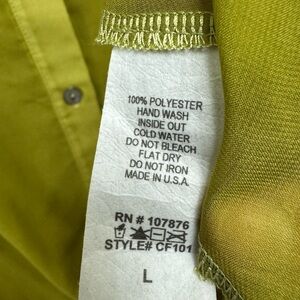 100% POLYESTER
HAND WASH
INSIDE OUT
COLD WATER
DO NOT BLEACH
FLAT DRY
DO NOT IRON
MADE IN U.S.A.
RN # 107876
STYLE# CF101
L